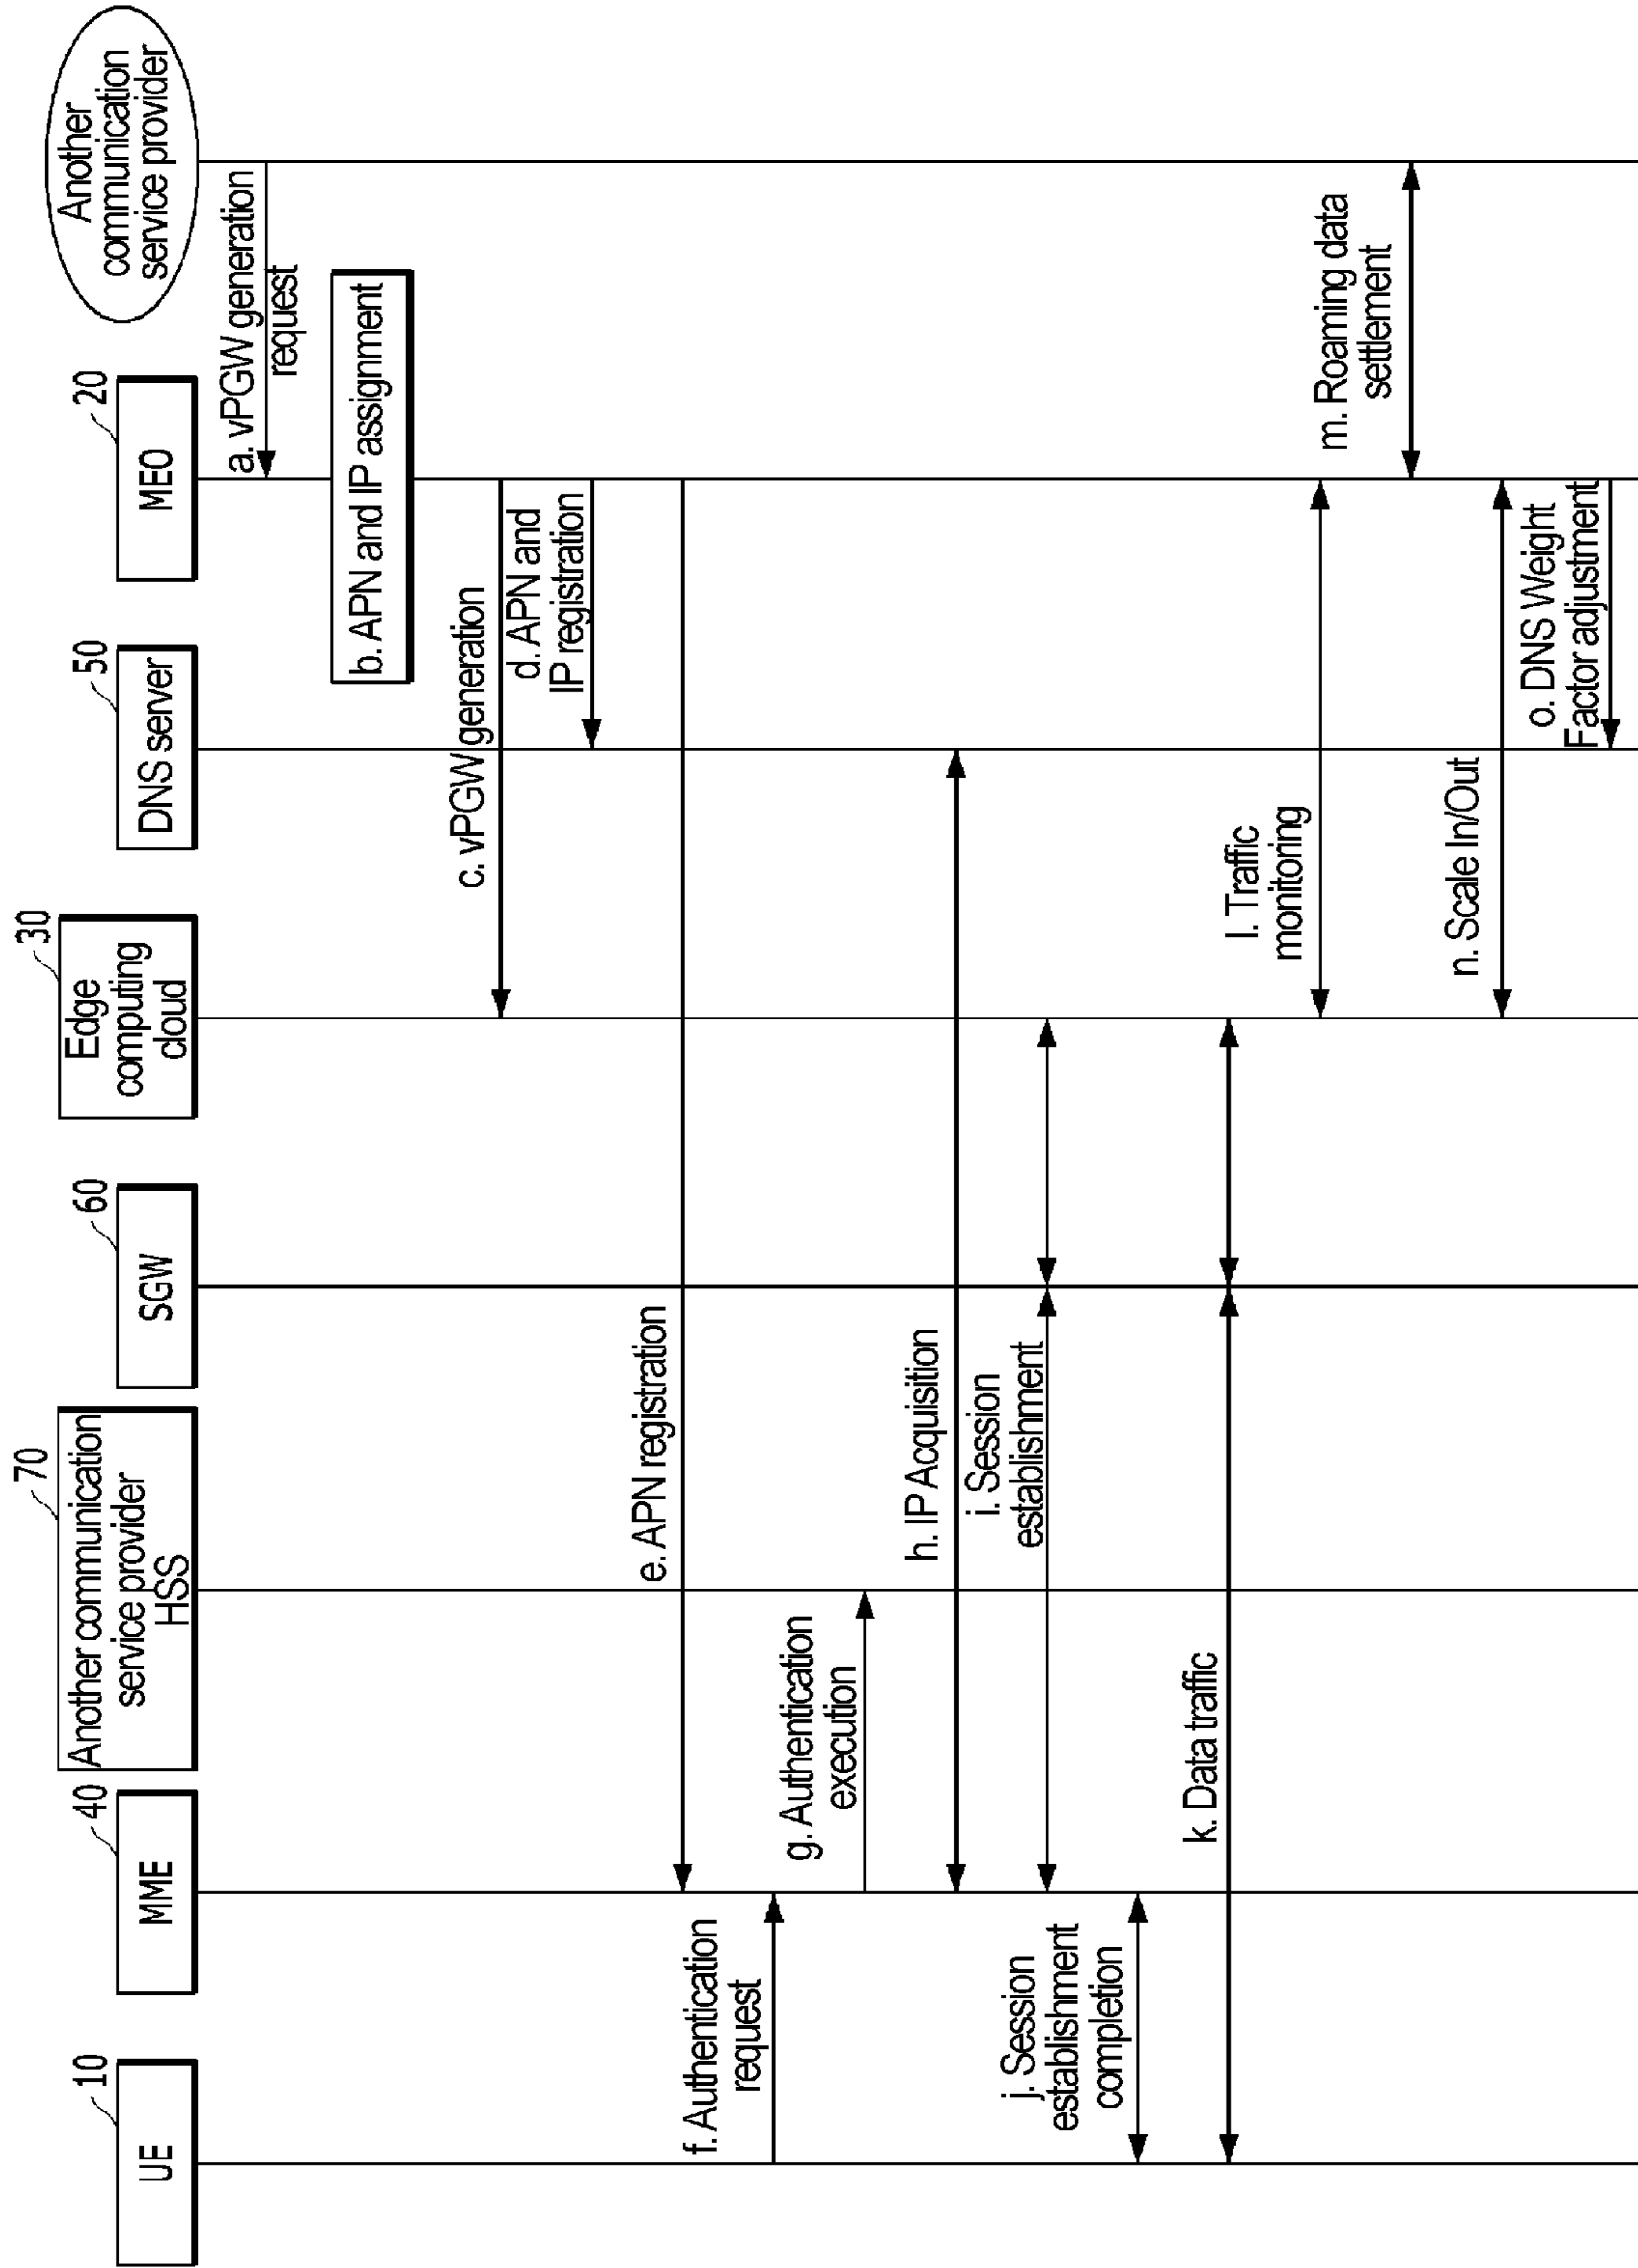 10
UE
40
MME
70
Another communication
service provider
HSS
60
SGW
30
Edge
computing
cloud
50
DNS server
20
MEO
Another
communication
service provider
a. vPGW generation
request
b. APN and IP assignment
c. vPGW generation
d. APN and
IP registration
e. APN registration
f. Authentication
request
g. Authentication
execution
h. IP Acquisition
i. Session
establishment
j. Session
establishment
completion
k. Data traffic
l. Traffic
monitoring
m. Roaming data
settlement
n. Scale In/Out
o. DNS Weight
Factor adjustment